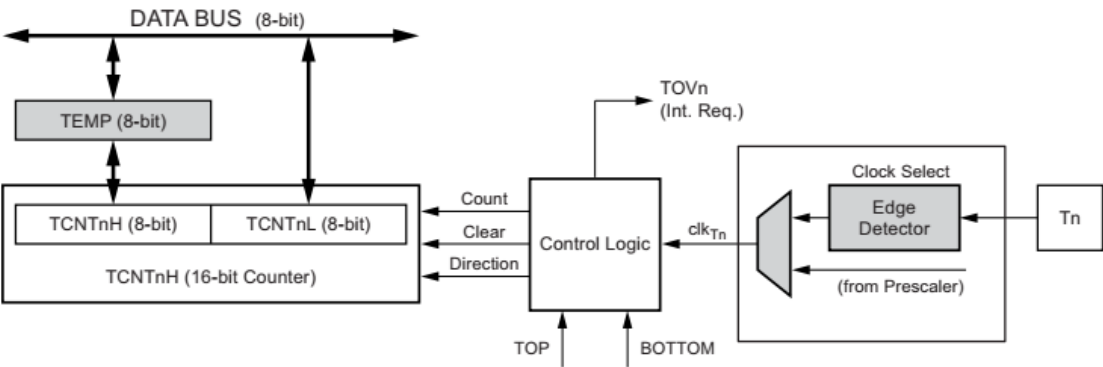 DATA BUS (8-bit)
TEMP (8-bit)
TCNTnH (8-bit)
TCNTnL (8-bit)
TCNTnH (16-bit Counter)
Count
Clear
Direction
TOVn
(Int. Req.)
Control Logic
TOP
BOTTOM
clkTn
Clock Select
Edge
Detector
(from Prescaler)
Tn